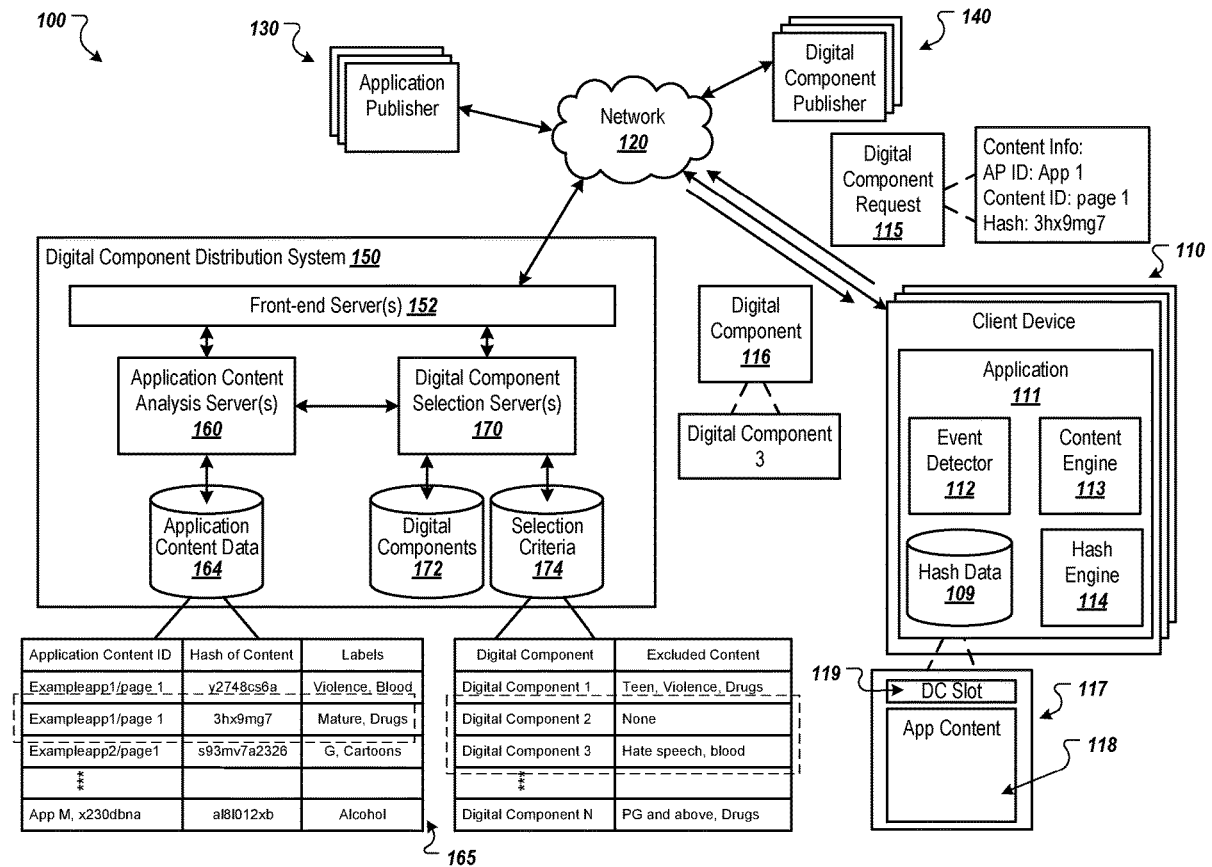 100
130
Application
Publisher
Network
120
140
Digital
Component
Publisher
Digital
Component
Request
115
Content Info:
AP ID: App 1
Content ID: page 1
Hash: 3hx9mg7
110
Digital Component Distribution System 150
Front-end Server(s) 152
Application Content
Analysis Server(s)
160
Digital Component
Selection Server(s)
170
Application
Content Data
164
Digital
Components
172
Selection
Criteria
174
Digital
Component
116
Digital Component
3
Client Device
Application
111
Event
Detector
112
Content
Engine
113
Hash Data
109
Hash
Engine
114
119
DC Slot
117
App Content
118
Application Content ID Hash of Content Labels
Exampleapp1/page 1 y2748cs6a Violence, Blood
Exampleapp1/page 1 3hx9mg7 Mature, Drugs
Exampleapp2/page1 s93mv7a2326 G, Cartoons
***
App M, x230dbna al8l012xb Alcohol
165
Digital Component Excluded Content
Digital Component 1 Teen, Violence, Drugs
Digital Component 2 None
Digital Component 3 Hate speech, blood
***
Digital Component N PG and above, Drugs